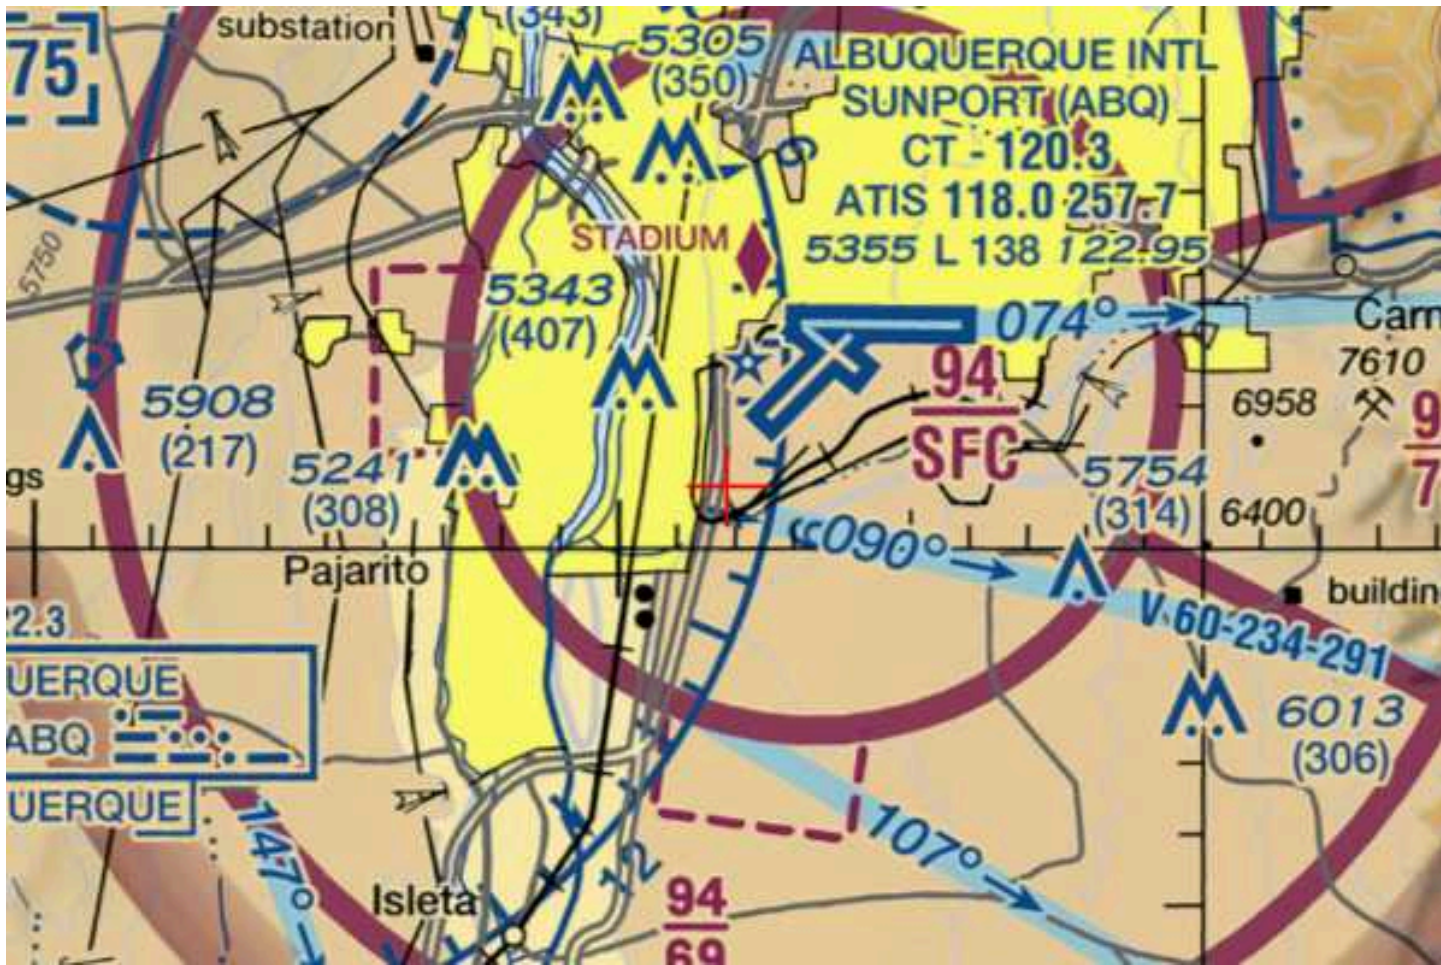 (343)
substation
5305
(350)
75
ALBUQUERQUE INTL
SUNPORT (ABQ)
CT - 120.3
ATIS 118.0 257.7
5355 L 138 122.95
STADIUM
5750
5343
(407)
074°
Carn
7610
94
SFC
6958
9
7
5908
(217)
5241
(308)
gs
5754
(314)
6400
090°
Pajarito
building
22.3
V 60-234-291
UERQUE
ABQ
6013
(306)
UERQUE
147°
107°
12
Isleta
94
69